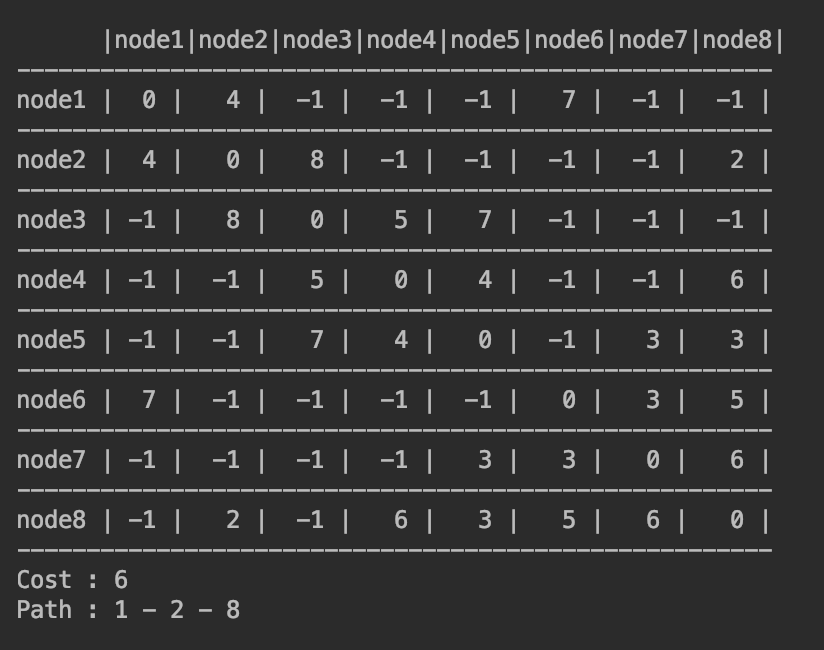 |node1|node2|node3|node4|node5|node6|node7|node8|
------------------------------------------------------
node1 |  0 |   4 |  -1 |  -1 |  -1 |   7 |  -1 |  -1 |
------------------------------------------------------
node2 |  4 |   0 |   8 |  -1 |  -1 |  -1 |  -1 |   2 |
------------------------------------------------------
node3 | -1 |   8 |   0 |   5 |   7 |  -1 |  -1 |  -1 |
------------------------------------------------------
node4 | -1 |  -1 |   5 |   0 |   4 |  -1 |  -1 |   6 |
------------------------------------------------------
node5 | -1 |  -1 |   7 |   4 |   0 |  -1 |   3 |   3 |
------------------------------------------------------
node6 |  7 |  -1 |  -1 |  -1 |  -1 |   0 |   3 |   5 |
------------------------------------------------------
node7 | -1 |  -1 |  -1 |  -1 |   3 |   3 |   0 |   6 |
------------------------------------------------------
node8 | -1 |   2 |  -1 |   6 |   3 |   5 |   6 |   0 |
------------------------------------------------------
Cost : 6
Path : 1 - 2 - 8